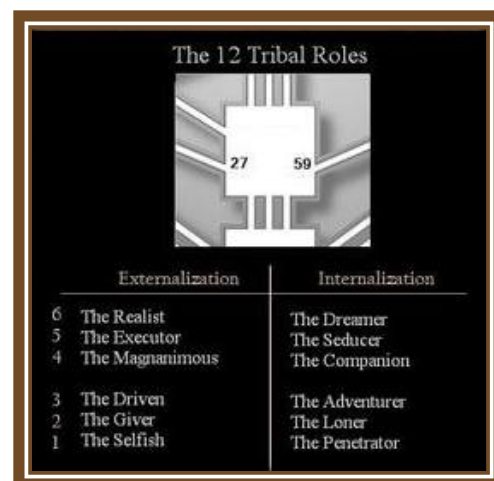 The 12 Tribal Roles
27 59
Externalization Internalization
6 The Realist The Dreamer
5 The Executor The Seducer
4 The Magnanimous The Companion
3 The Driven The Adventurer
2 The Giver The Loner
1 The Selfish The Penetrator